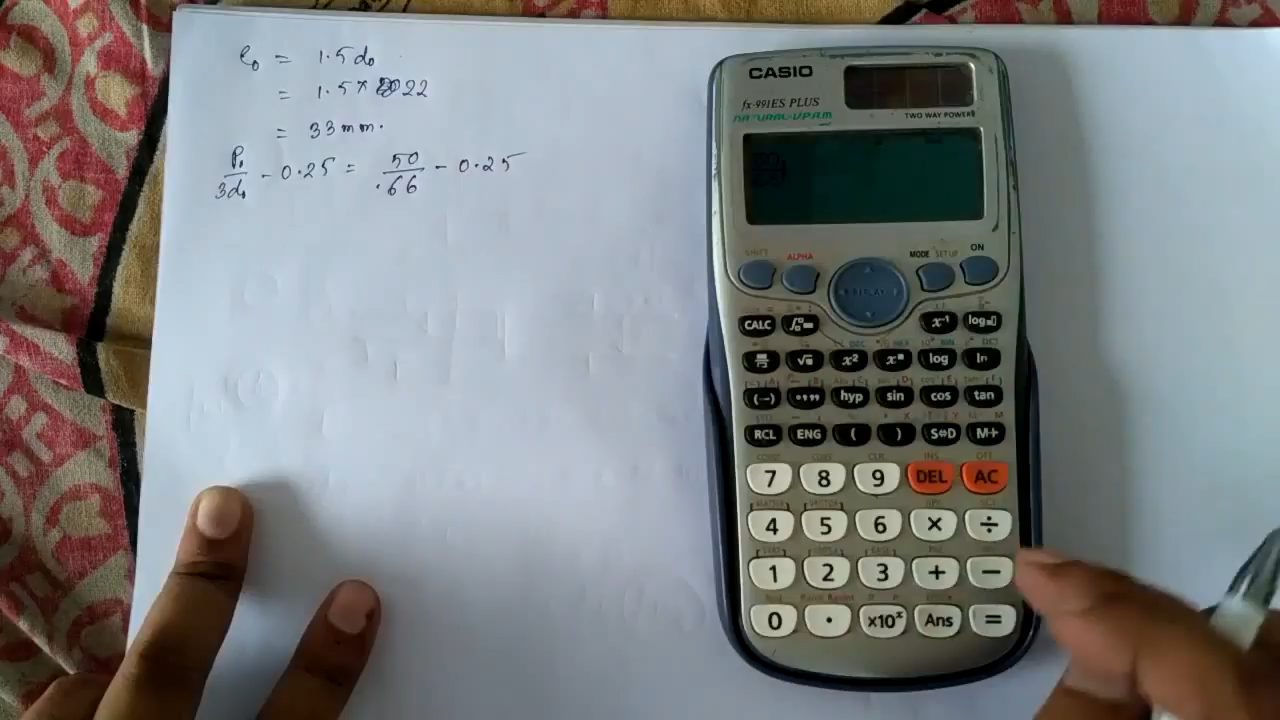 e₀ = 1.5d₀
= 1.5 × 22
= 33mm.
P₀/3d₀ - 0.25 = 50/.66 - 0.25
CASIO
fx-991ES PLUS
NATURAL-V.P.A.M.
TWO WAY POWER
SHIFT ALPHA MODE SETUP ON
REPLAY
CALC x⁻¹ log
√ x² log ln
(−) hyp sin cos tan
RCL ENG ( ) S⇔D M+
7 8 9 DEL AC
4 5 6 × ÷
1 2 3 + −
0 . ×10ˣ Ans =